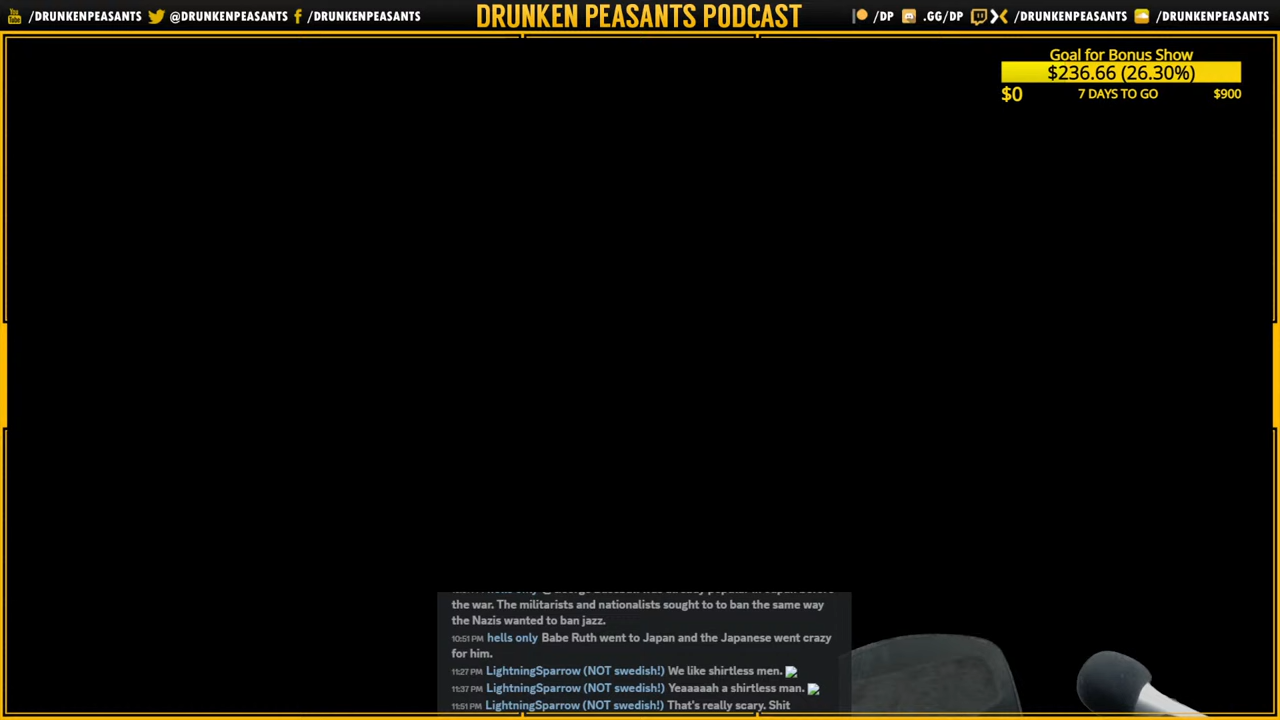 /DRUNKENPEASANTS @DRUNKENPEASANTS /DRUNKENPEASANTS DRUNKEN PEASANTS PODCAST /DP .GG/DP /DRUNKENPEASANTS /DRUNKENPEASANTS
Goal for Bonus Show
$236.66 (26.30%)
$0 7 DAYS TO GO $900
the war. The militarists and nationalists sought to to ban the same way
the Nazis wanted to ban jazz.
10:51 PM hells only Babe Ruth went to Japan and the Japanese went crazy
for him.
11:27 PM LightningSparrow (NOT swedish!) We like shirtless men.
11:37 PM LightningSparrow (NOT swedish!) Yeaaaaah a shirtless man.
11:51 PM LightningSparrow (NOT swedish!) That's really scary. Shit